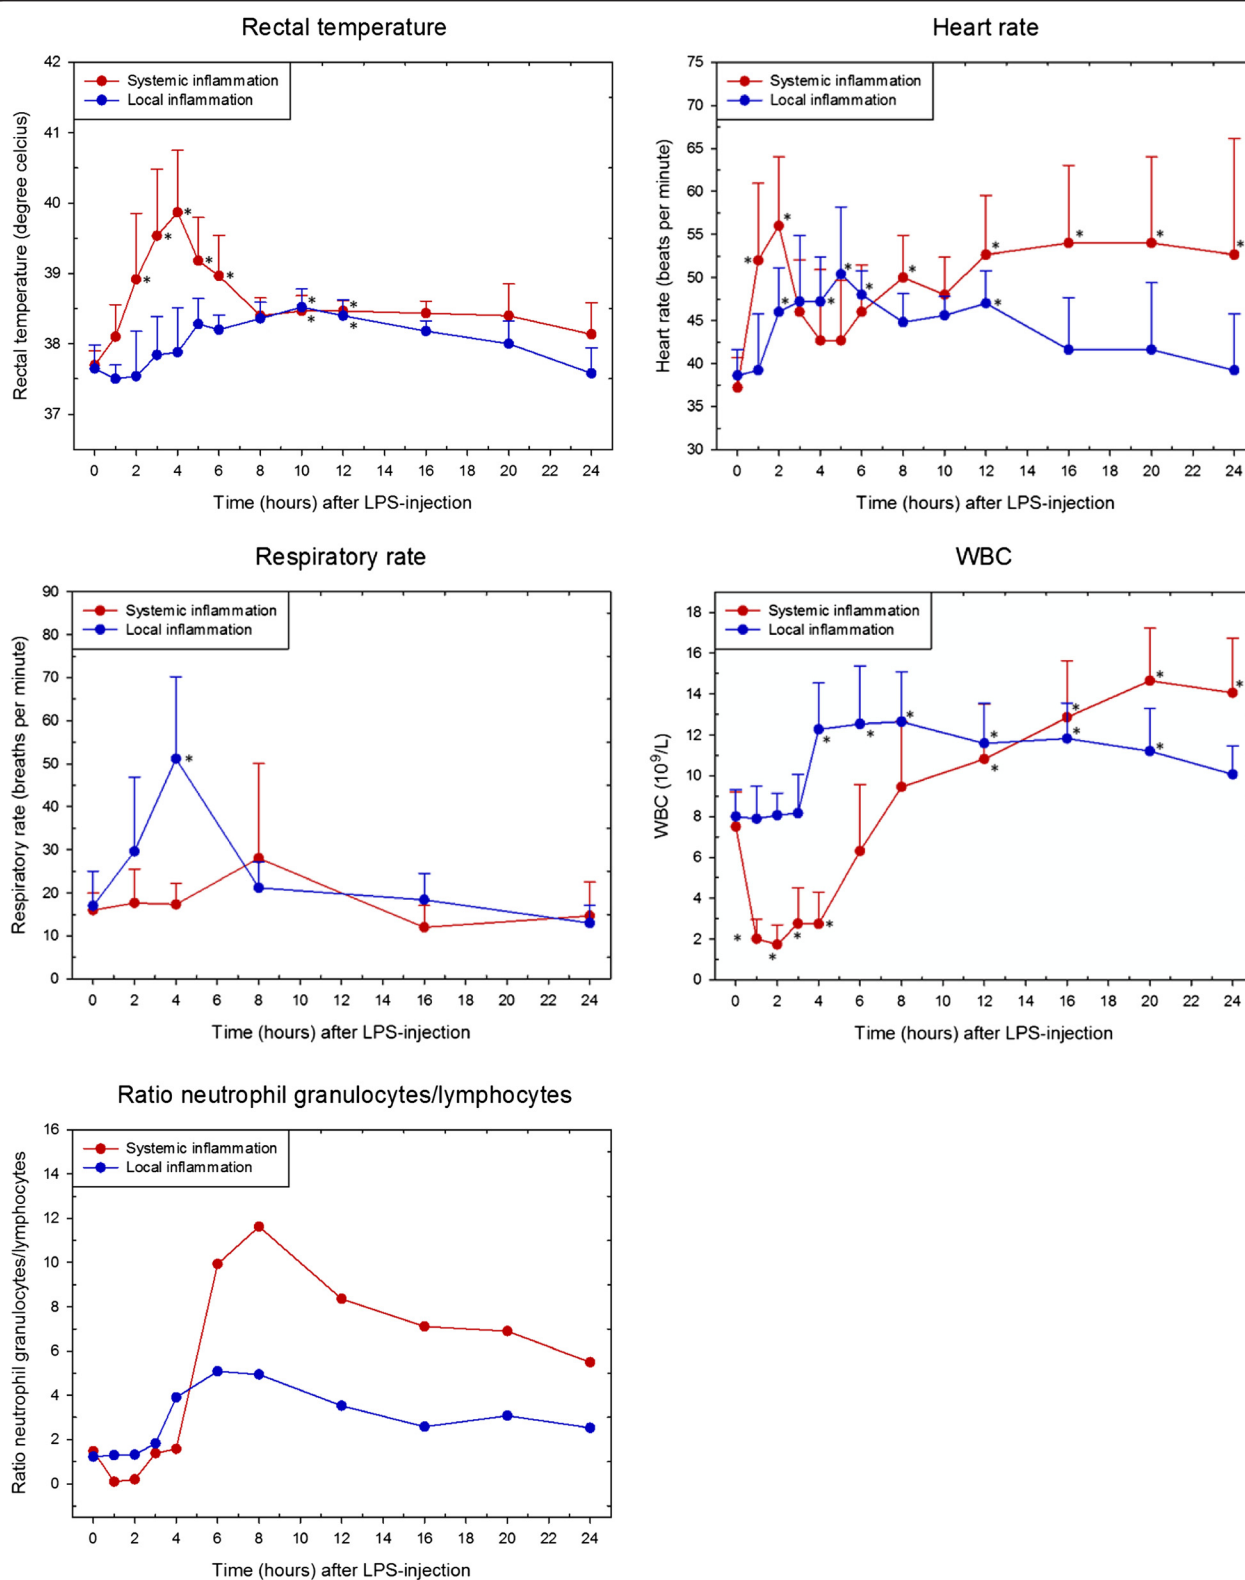 Rectal temperature
Systemic inflammation
Local inflammation
Rectal temperature (degree celcius)
42
41
40
39
38
37
0 2 4 6 8 10 12 14 16 18 20 22 24
Time (hours) after LPS-injection
Heart rate
Systemic inflammation
Local inflammation
Heart rate (beats per minute)
75
70
65
60
55
50
45
40
35
30
0 2 4 6 8 10 12 14 16 18 20 22 24
Time (hours) after LPS-injection
Respiratory rate
Systemic inflammation
Local inflammation
Respiratory rate (breaths per minute)
90
80
70
60
50
40
30
20
10
0
0 2 4 6 8 10 12 14 16 18 20 22 24
Time (hours) after LPS-injection
WBC
Systemic inflammation
Local inflammation
WBC (10⁹/L)
18
16
14
12
10
8
6
4
2
0
0 2 4 6 8 10 12 14 16 18 20 22 24
Time (hours) after LPS-injection
Ratio neutrophil granulocytes/lymphocytes
Systemic inflammation
Local inflammation
Ratio neutrophil granulocytes/lymphocytes
16
14
12
10
8
6
4
2
0
0 2 4 6 8 10 12 14 16 18 20 22 24
Time (hours) after LPS-injection